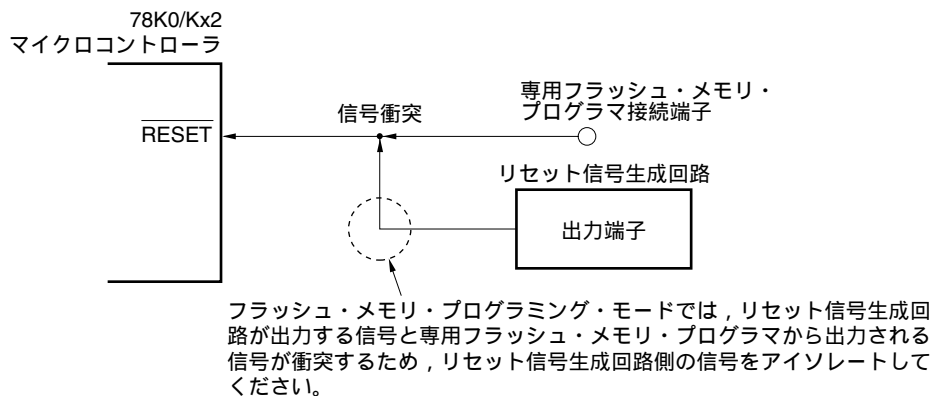 78K0/Kx2
マイクロコントローラ
RESET
信号衝突
専用フラッシュ・メモリ・
プログラマ接続端子
リセット信号生成回路
出力端子
フラッシュ・メモリ・プログラミング・モードでは，リセット信号生成回
路が出力する信号と専用フラッシュ・メモリ・プログラマから出力される
信号が衝突するため，リセット信号生成回路側の信号をアイソレートして
ください。